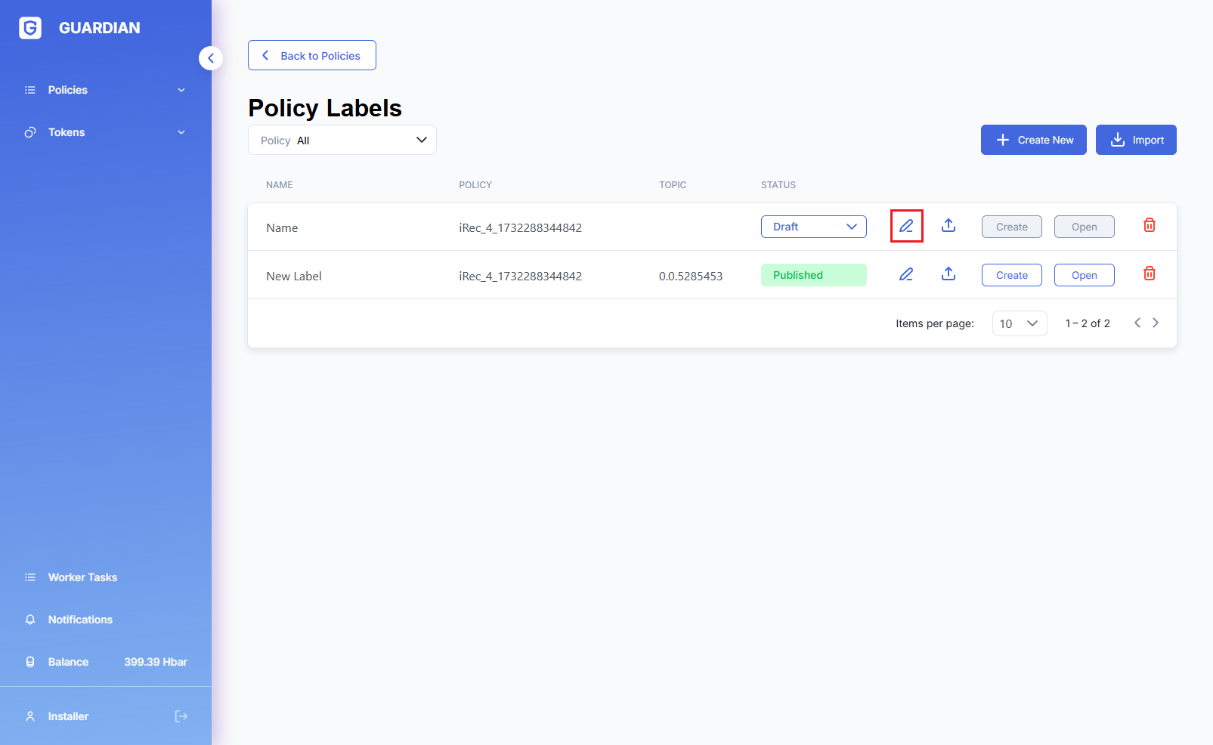 GUARDIAN
Policies
Tokens
Worker Tasks
Notifications
Balance 399.39 Hbar
Installer
Back to Policies
Policy Labels
Policy All
Create New Import
NAME POLICY TOPIC STATUS
Name iRec_4_1732288344842 Draft Create Open
New Label iRec_4_1732288344842 0.0.5285453 Published Create Open
Items per page: 10 1 – 2 of 2